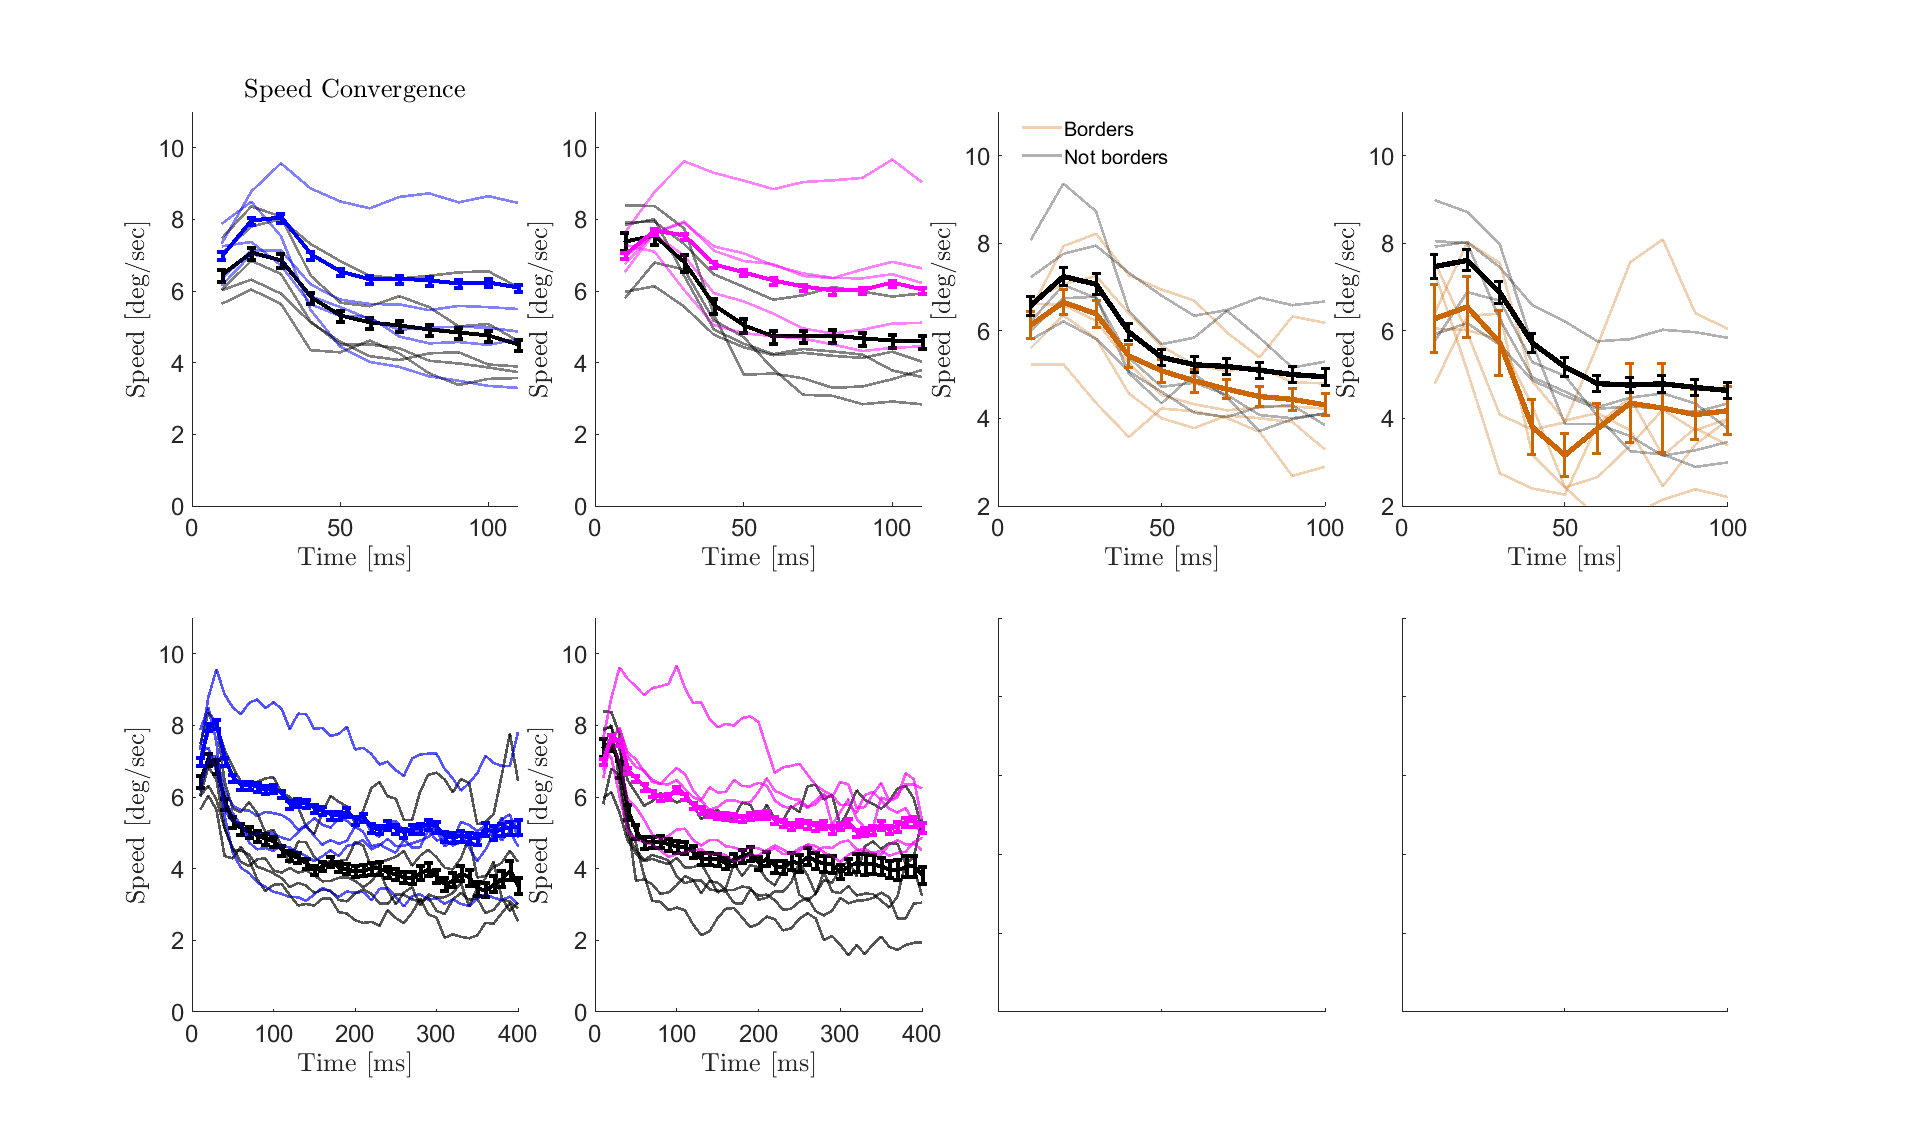 Speed Convergence
10
8
6
4
2
0
0 50 100
Time [ms]
Speed [deg/sec]
10
8
6
4
2
0
0 50 100
Time [ms]
Speed [deg/sec]
Borders
Not borders
10
8
6
4
2
0 50 100
Time [ms]
Speed [deg/sec]
10
8
6
4
2
0 50 100
Time [ms]
Speed [deg/sec]
10
8
6
4
2
0
0 100 200 300 400
Time [ms]
Speed [deg/sec]
10
8
6
4
2
0
0 100 200 300 400
Time [ms]
Speed [deg/sec]